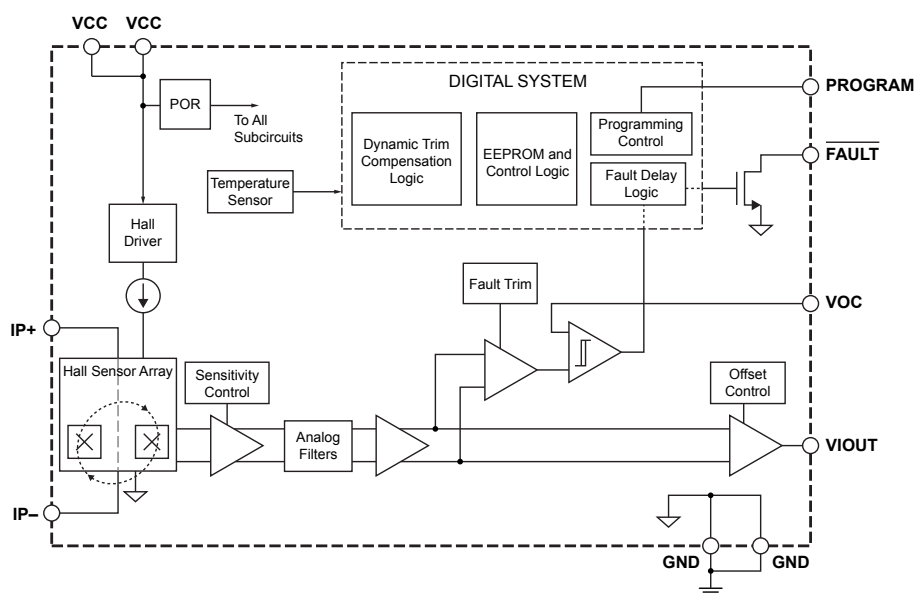 VCC VCC
DIGITAL SYSTEM
PROGRAM
POR
To All
Subcircuits
Dynamic Trim
Compensation
Logic
EEPROM and
Control Logic
Programming
Control
FAULT
Temperature
Sensor
Fault Delay
Logic
Hall
Driver
Fault Trim
VOC
IP+
Hall Sensor Array
Sensitivity
Control
Offset
Control
Analog
Filters
VIOUT
IP–
GND GND